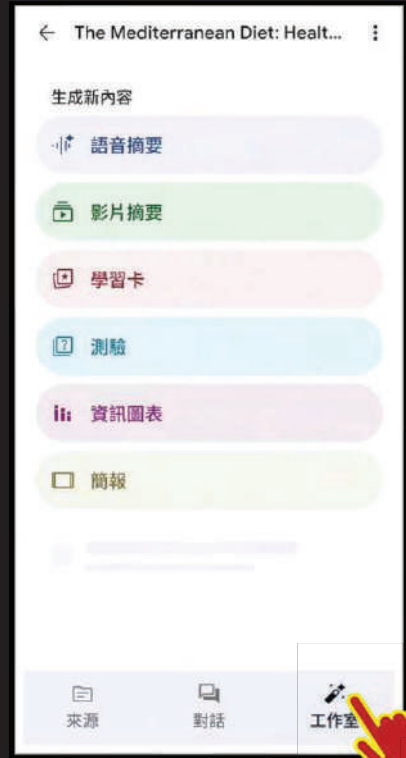 The Mediterranean Diet: Healt...
生成新內容
語音摘要
影片摘要
學習卡
測驗
資訊圖表
簡報
來源
對話
工作室